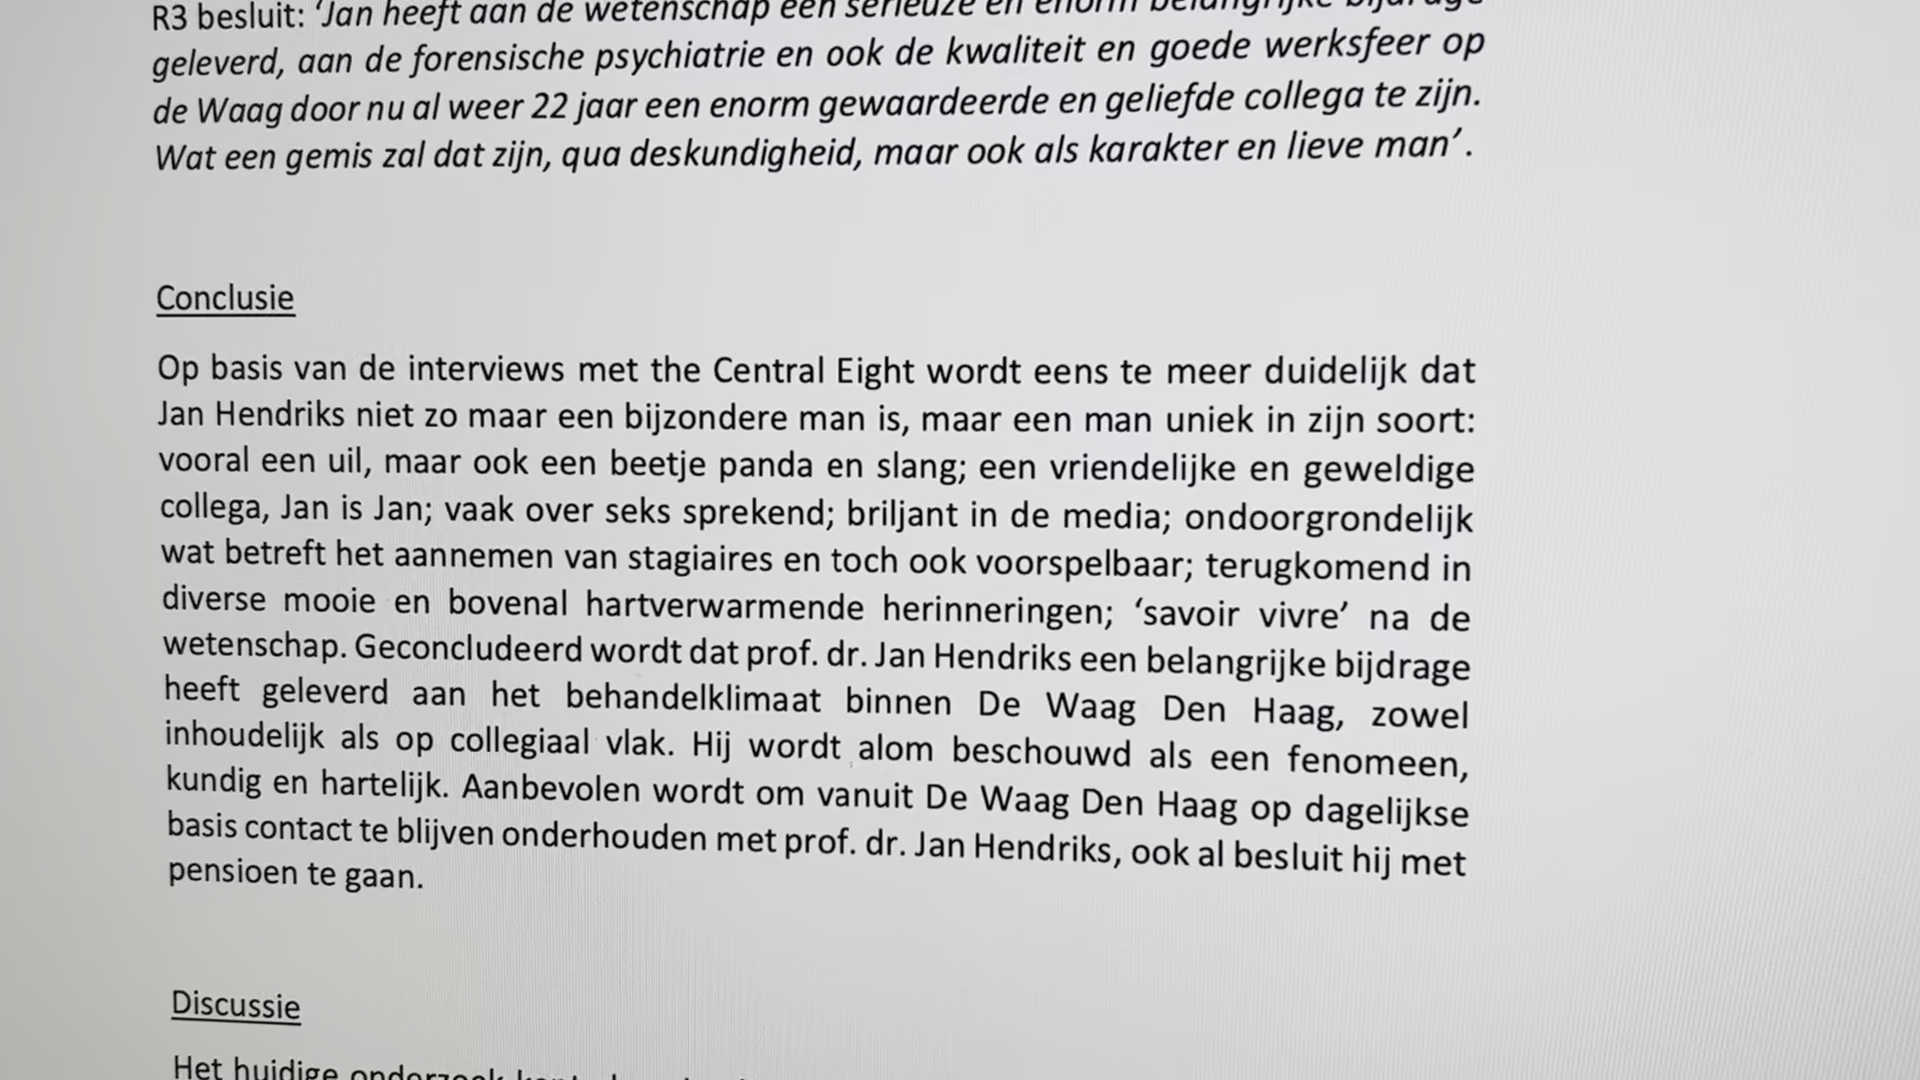 R3 besluit: ‘Jan heeft aan de wetenschap een serieuze en enorm belangrijke bijdrage
geleverd, aan de forensische psychiatrie en ook de kwaliteit en goede werksfeer op
de Waag door nu al weer 22 jaar een enorm gewaardeerde en geliefde collega te zijn.
Wat een gemis zal dat zijn, qua deskundigheid, maar ook als karakter en lieve man’.
Conclusie
Op basis van de interviews met the Central Eight wordt eens te meer duidelijk dat
Jan Hendriks niet zo maar een bijzondere man is, maar een man uniek in zijn soort:
vooral een uil, maar ook een beetje panda en slang; een vriendelijke en geweldige
collega, Jan is Jan; vaak over seks sprekend; briljant in de media; ondoorgrondelijk
wat betreft het aannemen van stagiaires en toch ook voorspelbaar; terugkomend in
diverse mooie en bovenal hartverwarmende herinneringen; ‘savoir vivre’ na de
wetenschap. Geconcludeerd wordt dat prof. dr. Jan Hendriks een belangrijke bijdrage
heeft geleverd aan het behandelklimaat binnen De Waag Den Haag, zowel
inhoudelijk als op collegiaal vlak. Hij wordt alom beschouwd als een fenomeen,
kundig en hartelijk. Aanbevolen wordt om vanuit De Waag Den Haag op dagelijkse
basis contact te blijven onderhouden met prof. dr. Jan Hendriks, ook al besluit hij met
pensioen te gaan.
Discussie
Het huidige onderzoek